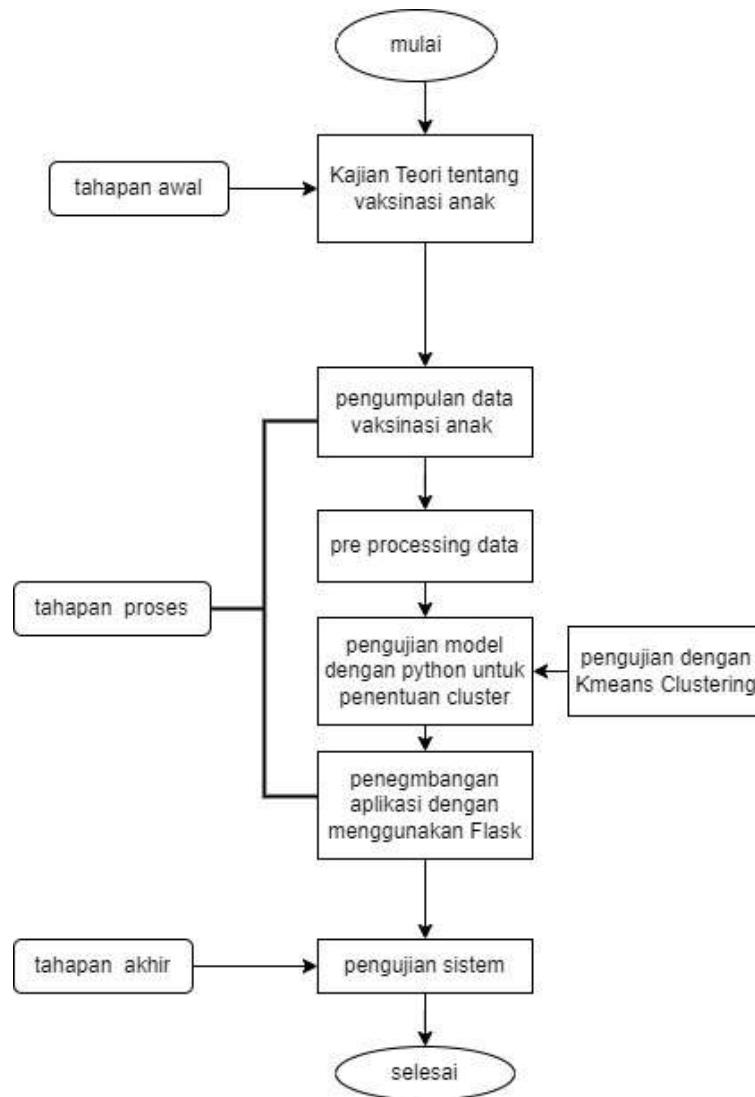 mulai
tahapan awal
Kajian Teori tentang
vaksinasi anak
pengumpulan data
vaksinasi anak
pre processing data
tahapan proses
pengujian model
dengan python untuk
penentuan cluster
pengujian dengan
Kmeans Clustering
penegmbangan
aplikasi dengan
menggunakan Flask
tahapan akhir
pengujian sistem
selesai